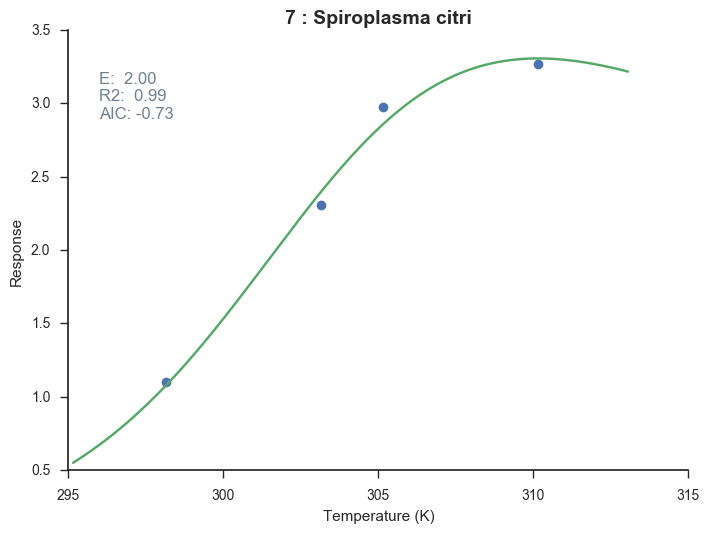 7 : Spiroplasma citri
3.5
E:  2.00
R2:  0.99
AIC: -0.73
3.0
2.5
2.0
1.5
1.0
0.5
Response
295
300
305
310
315
Temperature (K)